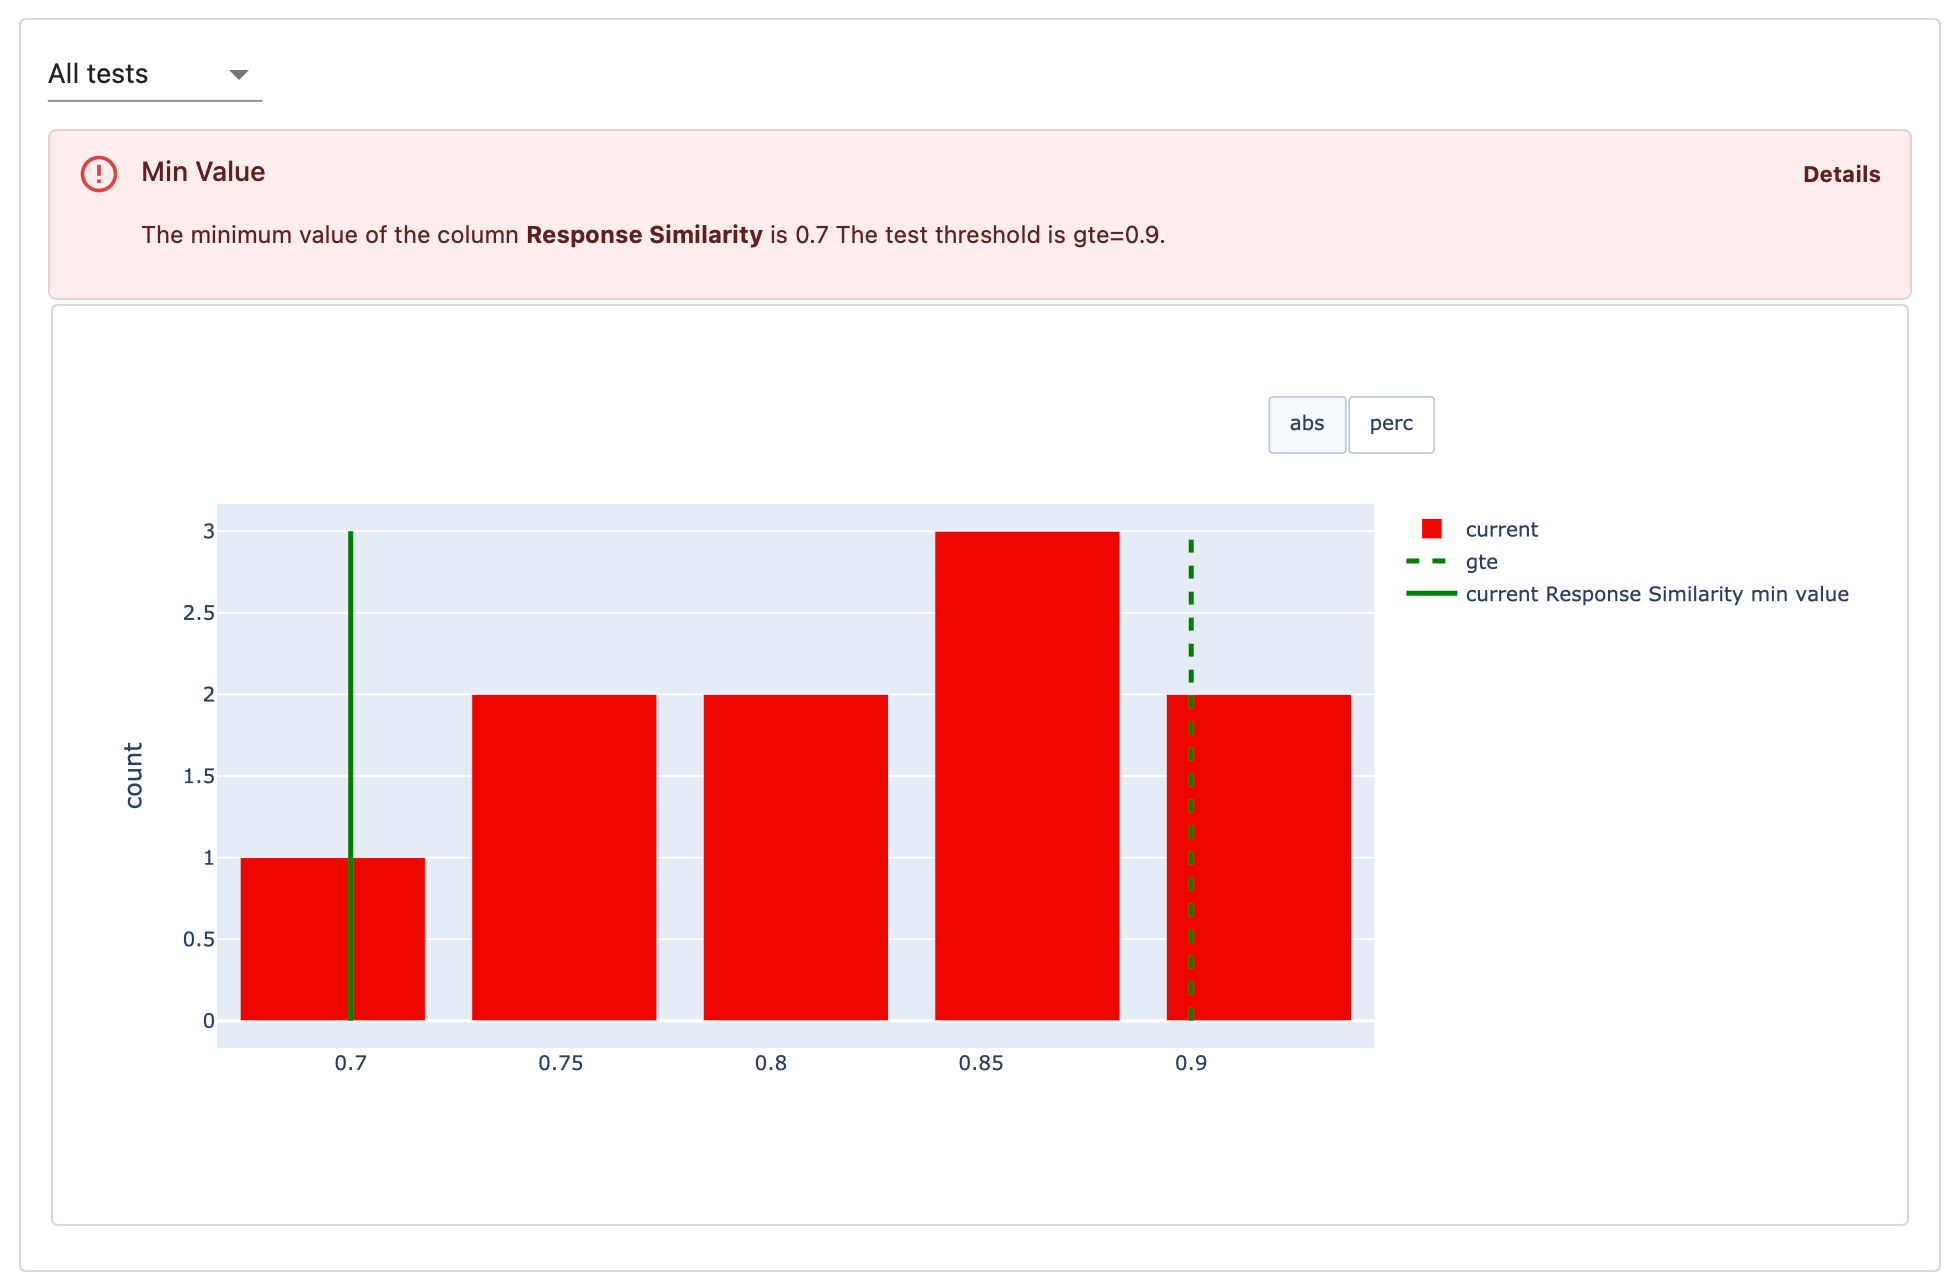 All tests
Min Value
Details
The minimum value of the column Response Similarity is 0.7 The test threshold is gte=0.9.
abs
perc
3
2.5
2
1.5
1
0.5
0
count
0.7
0.75
0.8
0.85
0.9
current
gte
current Response Similarity min value